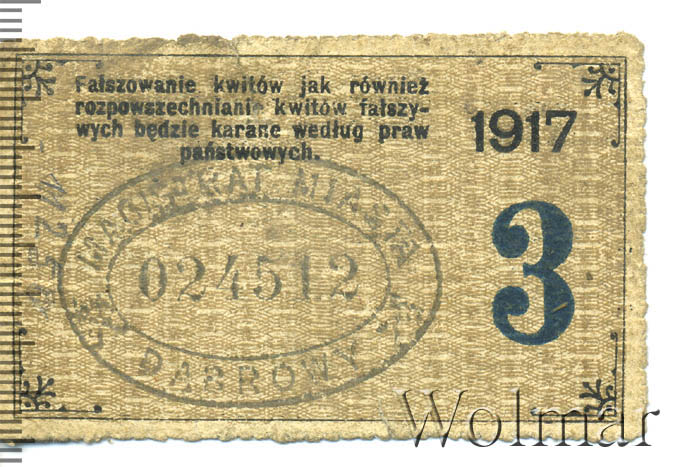 Fałszowanie kwitów jak również
rozpowszechnianie kwitów fałszy-
wych będzie karane według praw
państwowych.
1917
3
MAGISTRAT MIASTA
024512
DĄBROWY
Wolmar